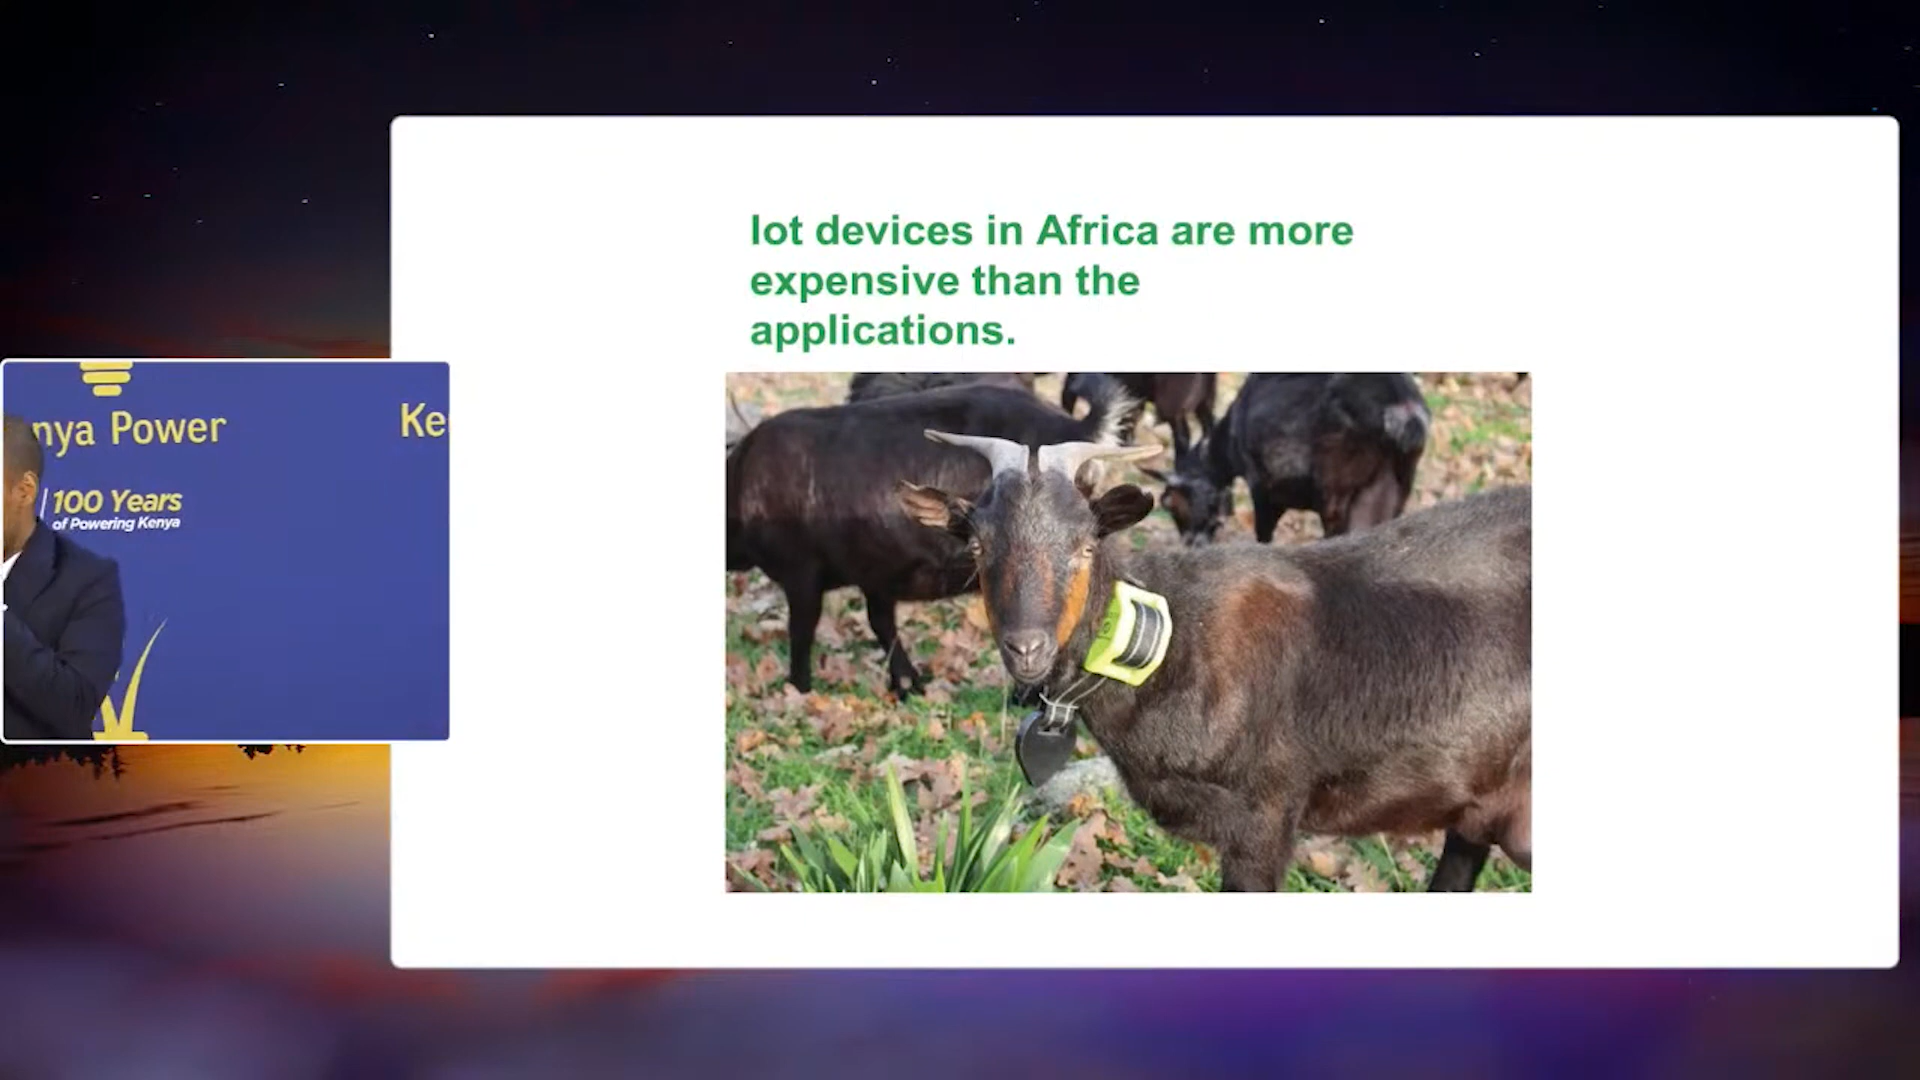 Iot devices in Africa are more
expensive than the
applications.
nya Power
Ke
100 Years
of Powering Kenya